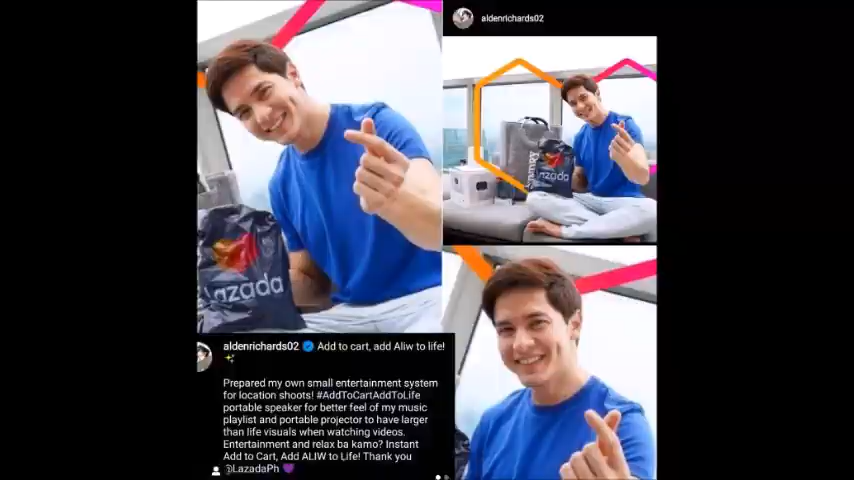 aldenrichards02
Lazada
Lazada
aldenrichards02 Add to cart, add Aliw to life!
✨
Prepared my own small entertainment system
for location shoots! #AddToCartAddToLife
portable speaker for better feel of my music
playlist and portable projector to have larger
than life visuals when watching videos.
Entertainment and relax ba kamo? Instant
Add to Cart, Add ALIW to Life! Thank you
@LazadaPh 💜